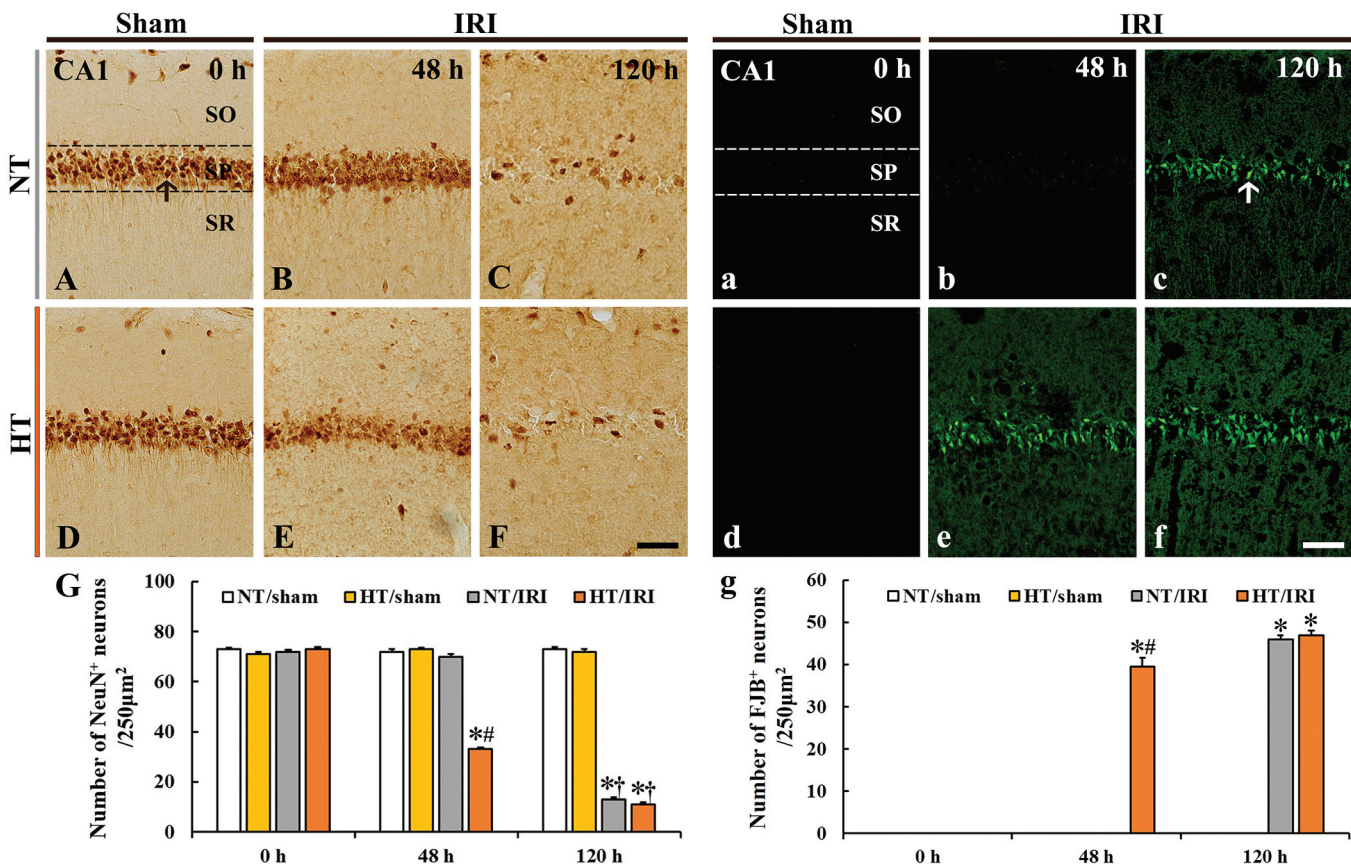 Sham IRI
NT
CA1 0 h
SO
SP
SR
A
48 h
B
120 h
C
HT
D
E
F
Sham IRI
CA1 0 h
SO
SP
SR
a
48 h
b
120 h
c
d
e
f
G
Number of NeuN⁺ neurons
/250μm²
100
80
60
40
20
0
NT/sham HT/sham NT/IRI HT/IRI
*#
*† *†
0 h 48 h 120 h
g
Number of FJB⁺ neurons
/250μm²
60
50
40
30
20
10
0
NT/sham HT/sham NT/IRI HT/IRI
*#
* *
0 h 48 h 120 h